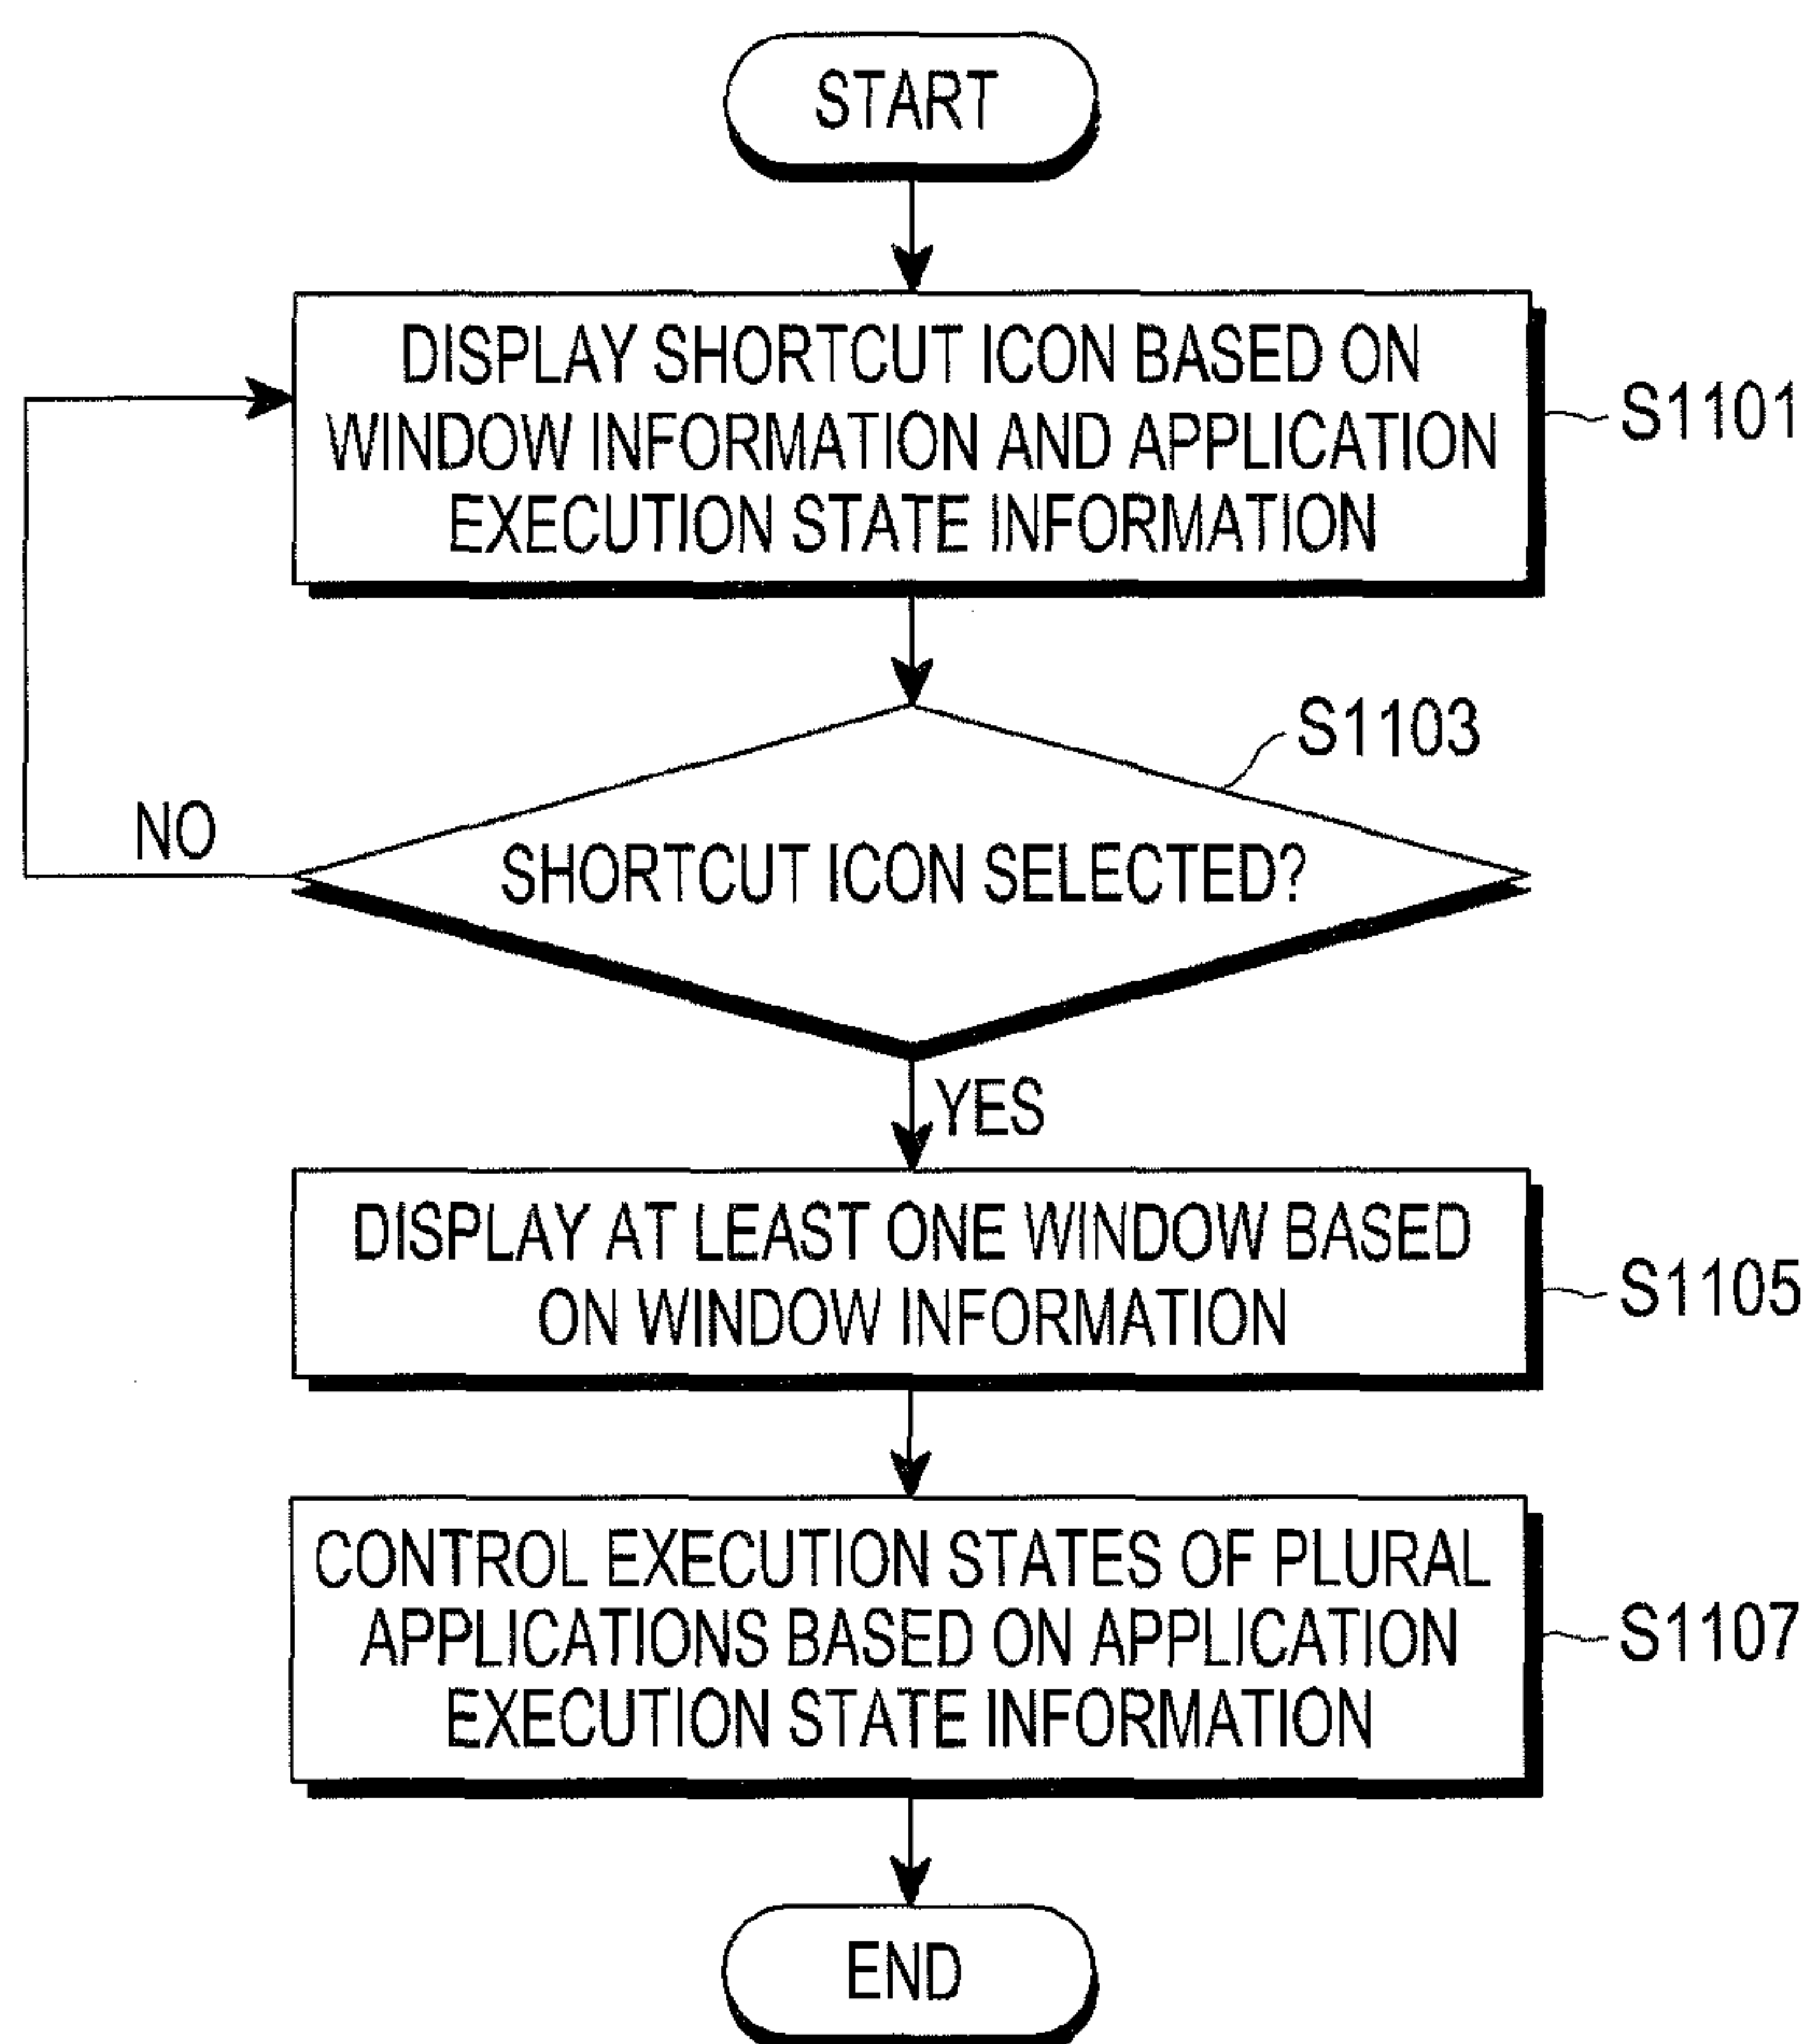 START
DISPLAY SHORTCUT ICON BASED ON
WINDOW INFORMATION AND APPLICATION
EXECUTION STATE INFORMATION
S1101
S1103
NO
SHORTCUT ICON SELECTED?
YES
DISPLAY AT LEAST ONE WINDOW BASED
ON WINDOW INFORMATION
S1105
CONTROL EXECUTION STATES OF PLURAL
APPLICATIONS BASED ON APPLICATION
EXECUTION STATE INFORMATION
S1107
END